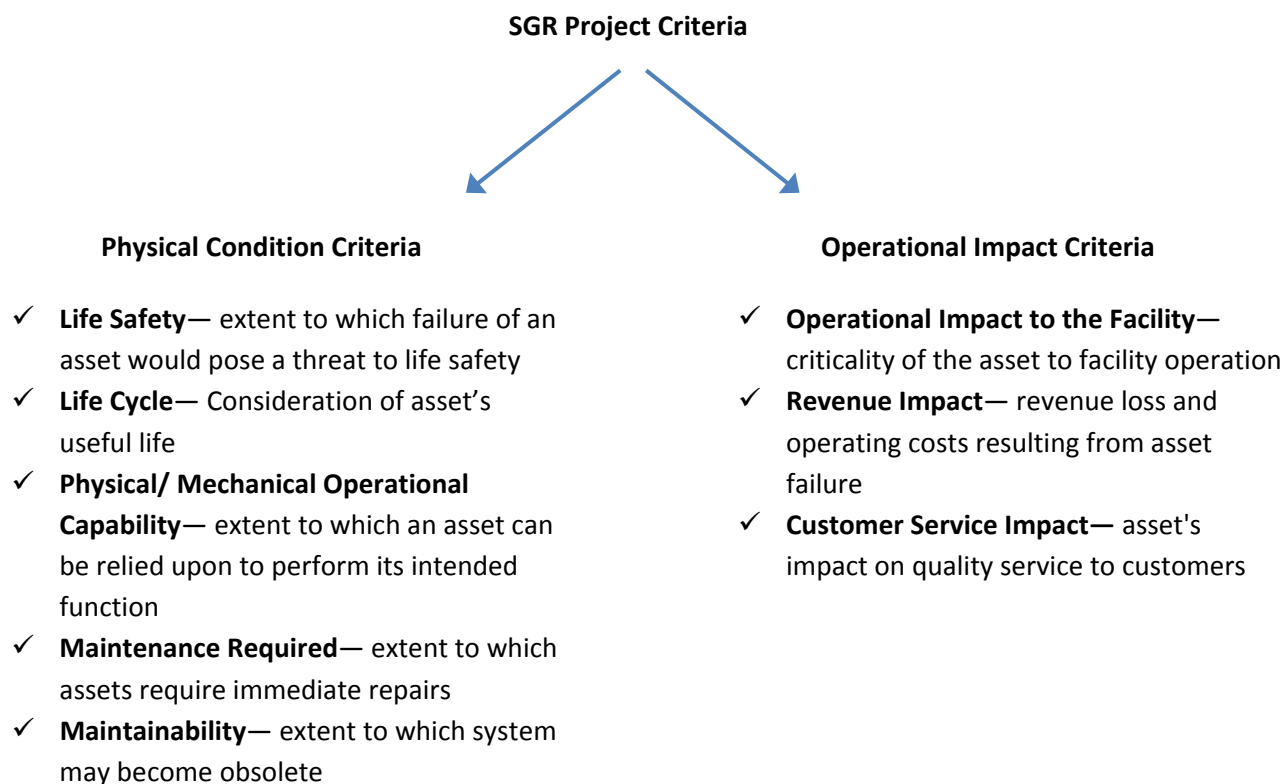 SGR Project Criteria
Physical Condition Criteria
✓ Life Safety— extent to which failure of an
asset would pose a threat to life safety
✓ Life Cycle— Consideration of asset’s
useful life
✓ Physical/ Mechanical Operational
Capability— extent to which an asset can
be relied upon to perform its intended
function
✓ Maintenance Required— extent to which
assets require immediate repairs
✓ Maintainability— extent to which system
may become obsolete
Operational Impact Criteria
✓ Operational Impact to the Facility—
criticality of the asset to facility operation
✓ Revenue Impact— revenue loss and
operating costs resulting from asset
failure
✓ Customer Service Impact— asset's
impact on quality service to customers